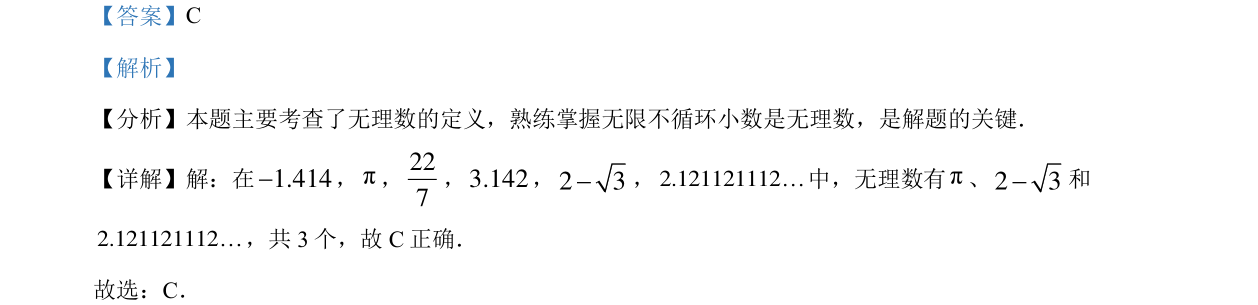 【答案】C
【解析】
【分析】本题主要考查了无理数的定义，熟练掌握无限不循环小数是无理数，是解题的关键．
【详解】解：在−1.414，π，22/7，3.142，2−√3，2.121121112…中，无理数有π、2−√3和
2.121121112…，共 3 个，故 C 正确．
故选：C．